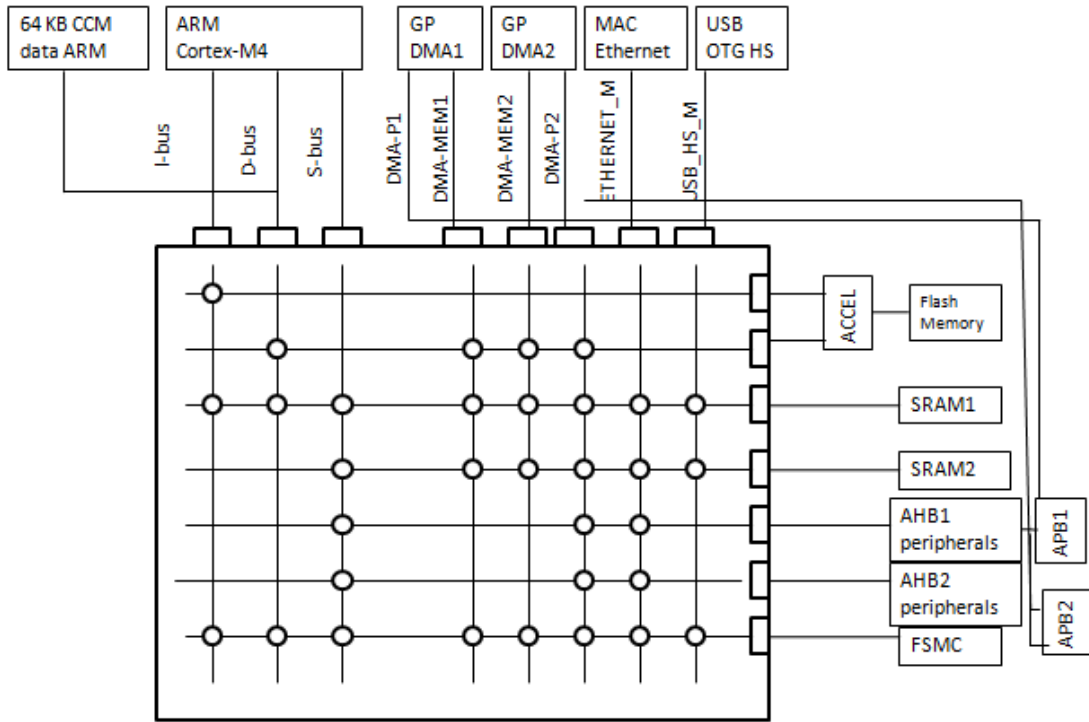 64 KB CCM
data ARM
ARM
Cortex-M4
GP
DMA1
GP
DMA2
MAC
Ethernet
USB
OTG HS
I-bus
D-bus
S-bus
DMA-P1
DMA-MEM1
DMA-MEM2
DMA-P2
ETHERNET_M
USB_HS_M
ACCEL
Flash
Memory
SRAM1
SRAM2
AHB1
peripherals
APB1
AHB2
peripherals
APB2
FSMC